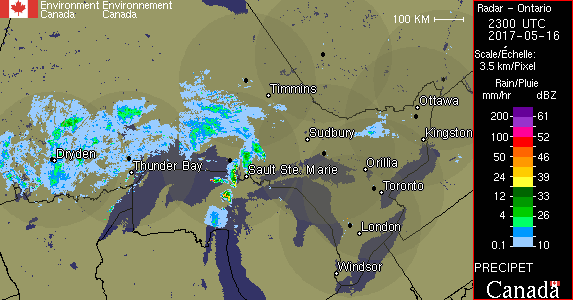 Environment Environnement
Canada Canada
100 KM
Timmins
Ottawa
Sudbury
Kingston
Dryden
Thunder Bay
Sault Ste. Marie
Orillia
Toronto
London
Windsor
Radar - Ontario
2300 UTC
2017-05-16
Scale/Échelle:
3.5 km/Pixel
Rain/Pluie
mm/hr dBZ
200 61
100 52
50 46
24 39
12 33
4 26
0.1 10
PRECIPET
Canada